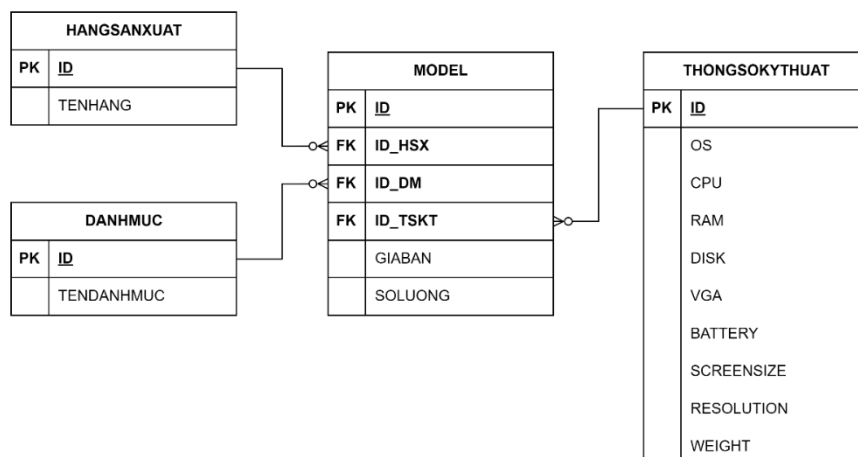 HANGSANXUAT
PK ID
TENHANG
DANHMUC
PK ID
TENDANHMUC
MODEL
PK ID
FK ID_HSX
FK ID_DM
FK ID_TSKT
GIABAN
SOLUONG
THONGSOKYTHUAT
PK ID
OS
CPU
RAM
DISK
VGA
BATTERY
SCREENSIZE
RESOLUTION
WEIGHT